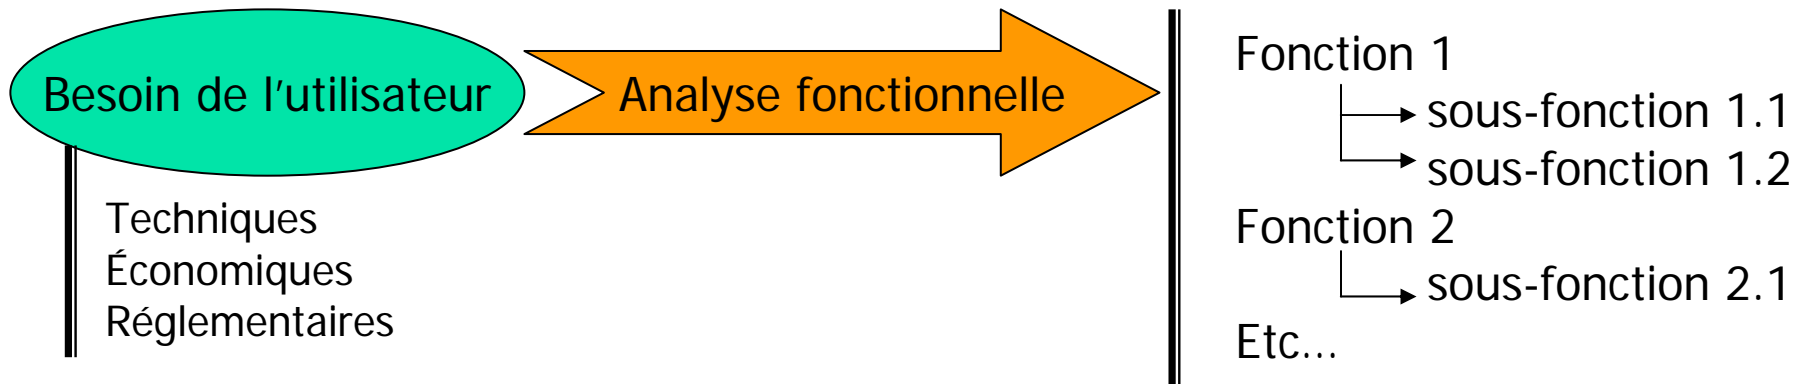 Besoin de l'utilisateur
Techniques
Économiques
Réglementaires
Analyse fonctionnelle
Fonction 1
sous-fonction 1.1
sous-fonction 1.2
Fonction 2
sous-fonction 2.1
Etc...